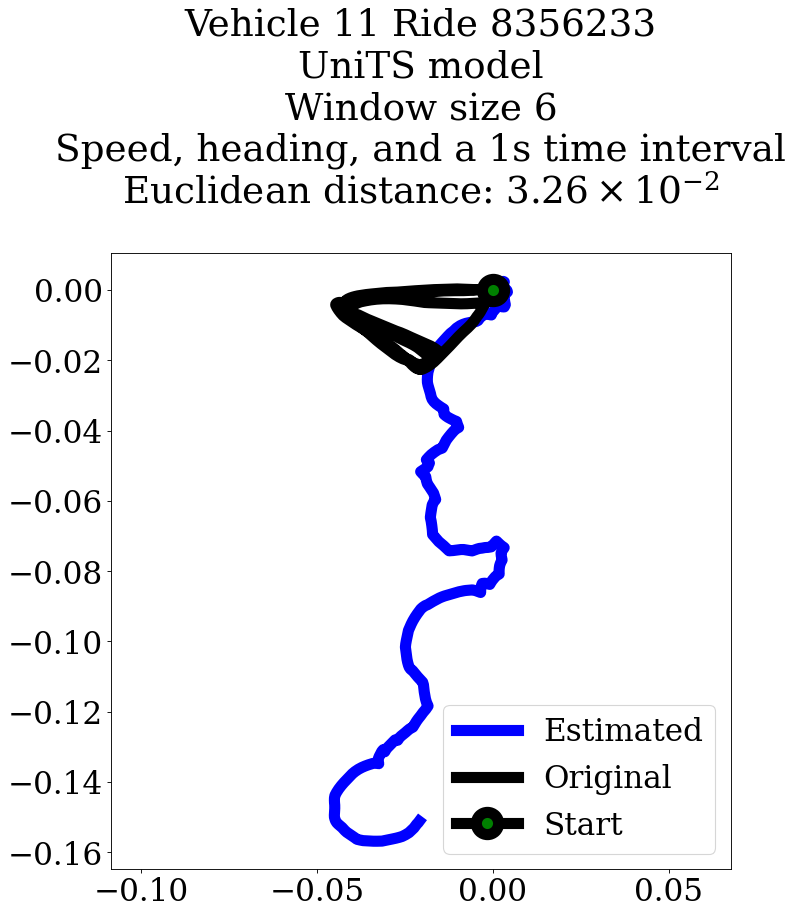 Vehicle 11 Ride 8356233
UniTS model
Window size 6
Speed, heading, and a 1s time interval
Euclidean distance: 3.26 × 10⁻²
0.00
−0.02
−0.04
−0.06
−0.08
−0.10
−0.12
−0.14
−0.16
Estimated
Original
Start
−0.10
−0.05
0.00
0.05